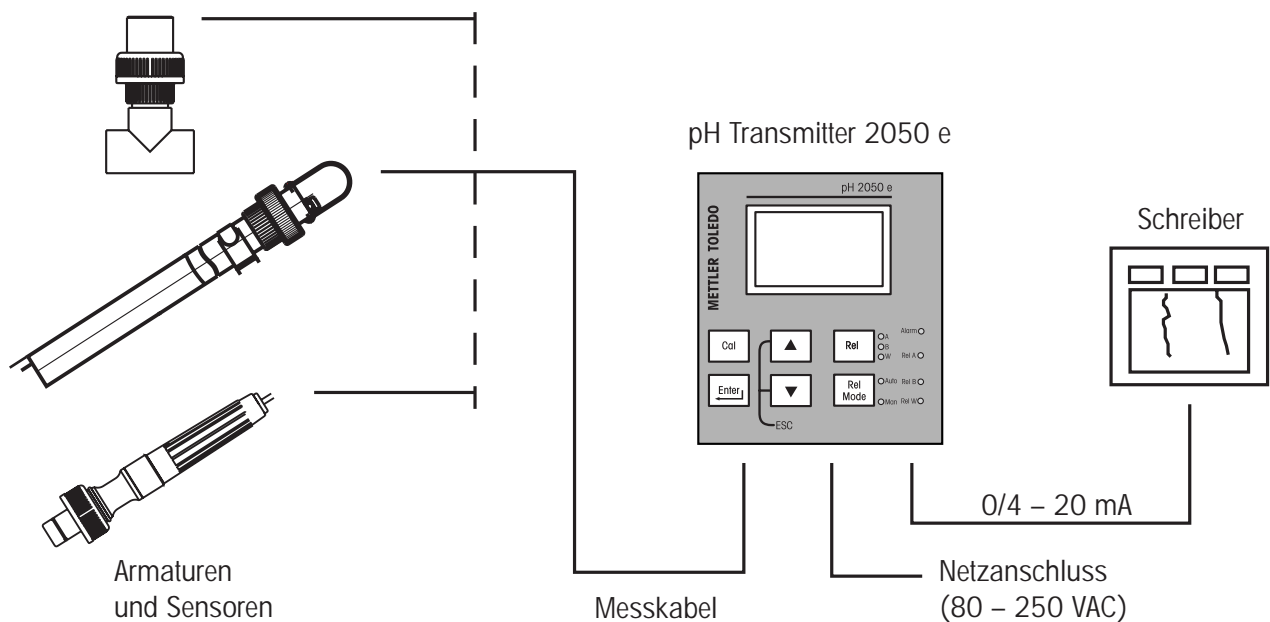 pH Transmitter 2050 e
pH 2050 e
METTLER TOLEDO
Cal
Rel
A
B
W
Alarm
Rel A
Enter
Rel
Mode
Auto
Man
Rel B
Rel W
ESC
Schreiber
0/4 – 20 mA
Armaturen
und Sensoren
Messkabel
Netzanschluss
(80 – 250 VAC)